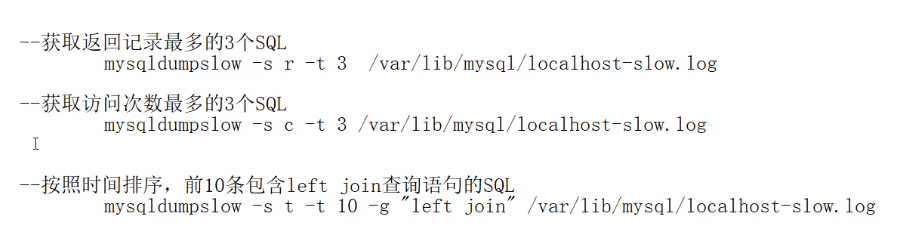 --获取返回记录最多的3个SQL
mysqldumpslow -s r -t 3  /var/lib/mysql/localhost-slow.log
--获取访问次数最多的3个SQL
mysqldumpslow -s c -t 3 /var/lib/mysql/localhost-slow.log
--按照时间排序，前10条包含left join查询语句的SQL
mysqldumpslow -s t -t 10 -g "left join" /var/lib/mysql/localhost-slow.log